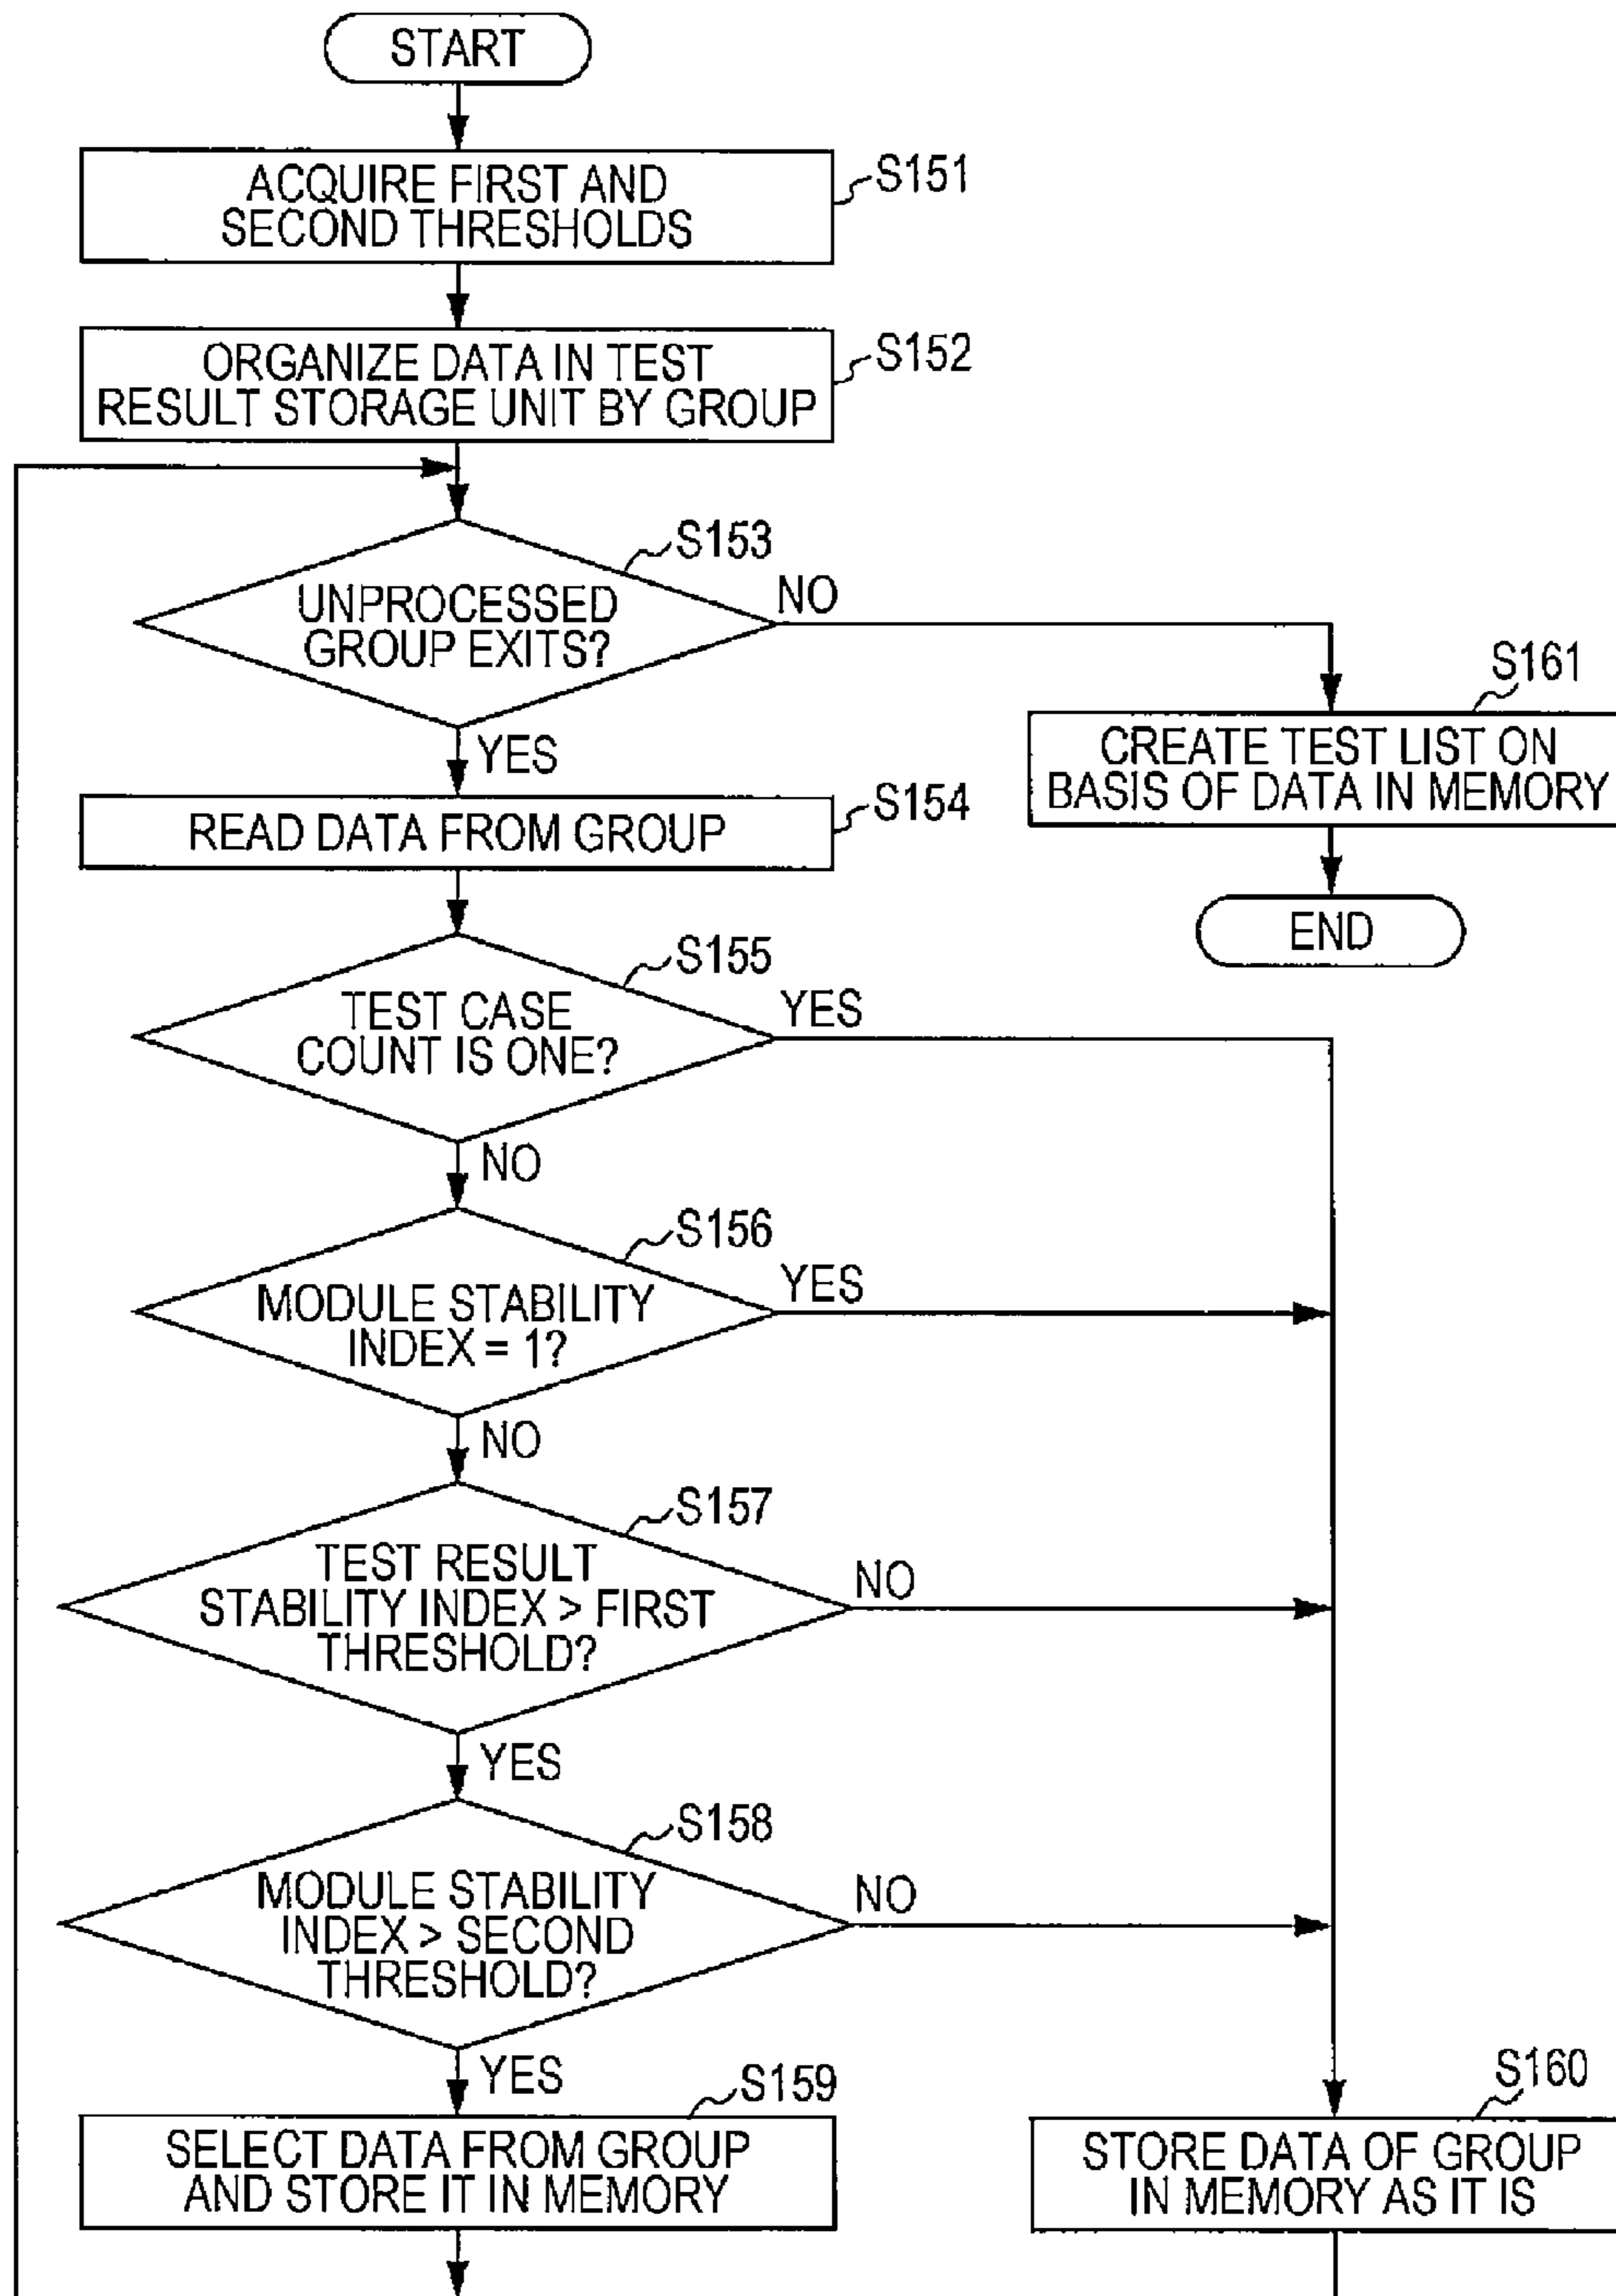 START
ACQUIRE FIRST AND
SECOND THRESHOLDS
S151
ORGANIZE DATA IN TEST
RESULT STORAGE UNIT BY GROUP
S152
S153
UNPROCESSED
GROUP EXITS?
NO
YES
S161
CREATE TEST LIST ON
BASIS OF DATA IN MEMORY
END
READ DATA FROM GROUP
S154
S155
TEST CASE
COUNT IS ONE?
YES
NO
S156
MODULE STABILITY
INDEX = 1?
YES
NO
S157
TEST RESULT
STABILITY INDEX > FIRST
THRESHOLD?
NO
YES
S158
MODULE STABILITY
INDEX > SECOND
THRESHOLD?
NO
YES
S159
SELECT DATA FROM GROUP
AND STORE IT IN MEMORY
S160
STORE DATA OF GROUP
IN MEMORY AS IT IS